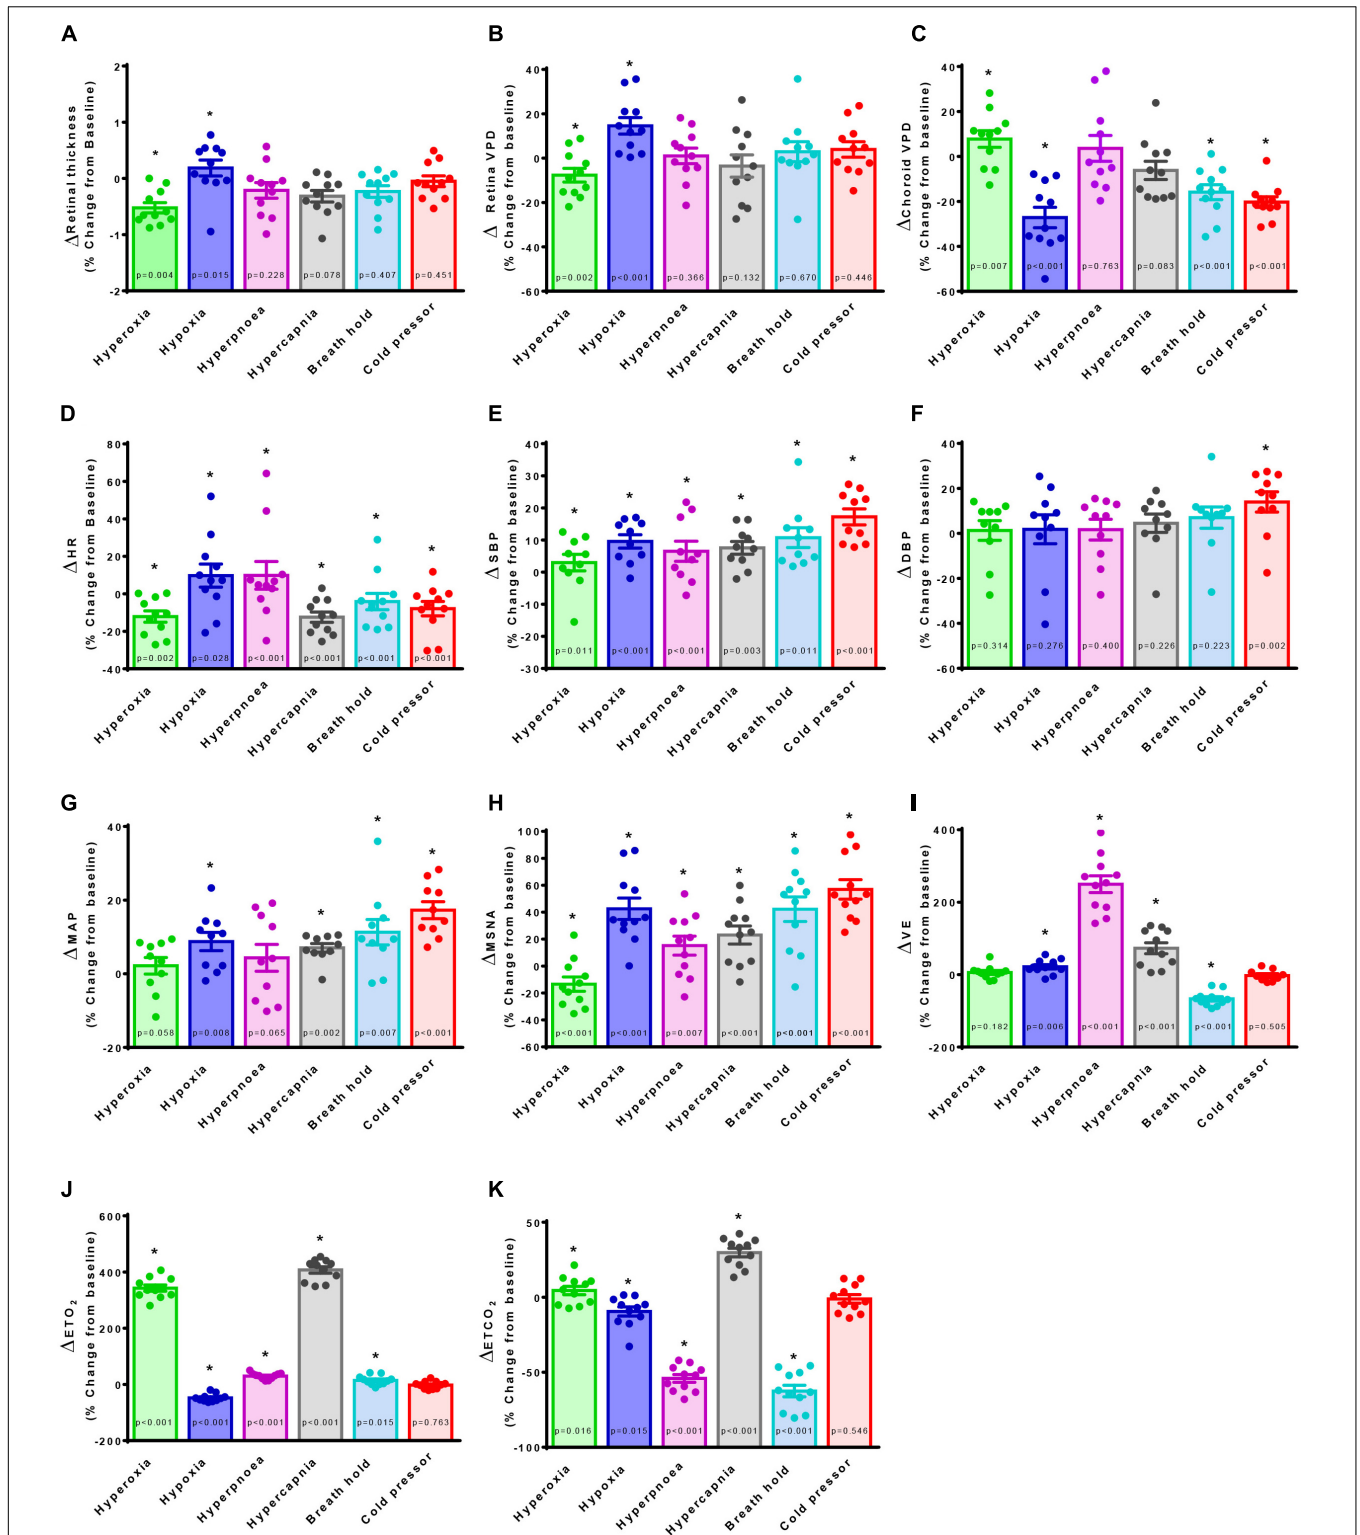 A
ΔRetinal thickness
(% Change from Baseline)
2
1
0
-1
-2
* *
p=0.004 p=0.015 p=0.228 p=0.078 p=0.407 p=0.451
Hyperoxia Hypoxia Hyperpnoea Hypercapnia Breath hold Cold pressor
B
Δ Retina VPD
(% Change from baseline)
40
20
0
-20
-40
-60
* *
p=0.002 p<0.001 p=0.366 p=0.132 p=0.670 p=0.446
Hyperoxia Hypoxia Hyperpnoea Hypercapnia Breath hold Cold pressor
C
ΔChoroid VPD
(% Change from baseline)
40
20
0
-20
-40
-60
* * * *
p=0.007 p<0.001 p=0.763 p=0.083 p<0.001 p<0.001
Hyperoxia Hypoxia Hyperpnoea Hypercapnia Breath hold Cold pressor
D
ΔHR
(% Change from Baseline)
80
60
40
20
0
-20
-40
* * * * * *
p=0.002 p=0.028 p<0.001 p<0.001 p<0.001 p<0.001
Hyperoxia Hypoxia Hyperpnoea Hypercapnia Breath hold Cold pressor
E
Δ SBP
(% Change from baseline)
40
30
20
10
0
-10
-20
-30
* * * * * *
p=0.011 p<0.001 p<0.001 p=0.003 p=0.011 p<0.001
Hyperoxia Hypoxia Hyperpnoea Hypercapnia Breath hold Cold pressor
F
ΔDBP
(% Change from baseline)
40
20
0
-20
-40
-60
*
p=0.314 p=0.276 p=0.400 p=0.226 p=0.223 p=0.002
Hyperoxia Hypoxia Hyperpnoea Hypercapnia Breath hold Cold pressor
G
ΔMAP
(% Change from baseline)
40
20
0
-20
* * * *
p=0.058 p=0.008 p=0.065 p=0.002 p=0.007 p<0.001
Hyperoxia Hypoxia Hyperpnoea Hypercapnia Breath hold Cold pressor
H
ΔMSNA
(% Change from baseline)
100
80
60
40
20
0
-20
-40
-60
* * * * * *
p<0.001 p<0.001 p=0.007 p<0.001 p<0.001 p<0.001
Hyperoxia Hypoxia Hyperpnoea Hypercapnia Breath hold Cold pressor
I
ΔVE
(% Change from baseline)
400
200
0
-200
* * * *
p=0.182 p=0.006 p<0.001 p<0.001 p<0.001 p=0.505
Hyperoxia Hypoxia Hyperpnoea Hypercapnia Breath hold Cold pressor
J
ΔETO₂
(% Change from baseline)
600
400
200
0
-200
* * * * *
p<0.001 p<0.001 p<0.001 p<0.001 p=0.015 p=0.763
Hyperoxia Hypoxia Hyperpnoea Hypercapnia Breath hold Cold pressor
K
ΔETCO₂
(% Change from baseline)
50
0
-50
-100
* * * * *
p=0.016 p=0.015 p<0.001 p<0.001 p<0.001 p=0.546
Hyperoxia Hypoxia Hyperpnoea Hypercapnia Breath hold Cold pressor